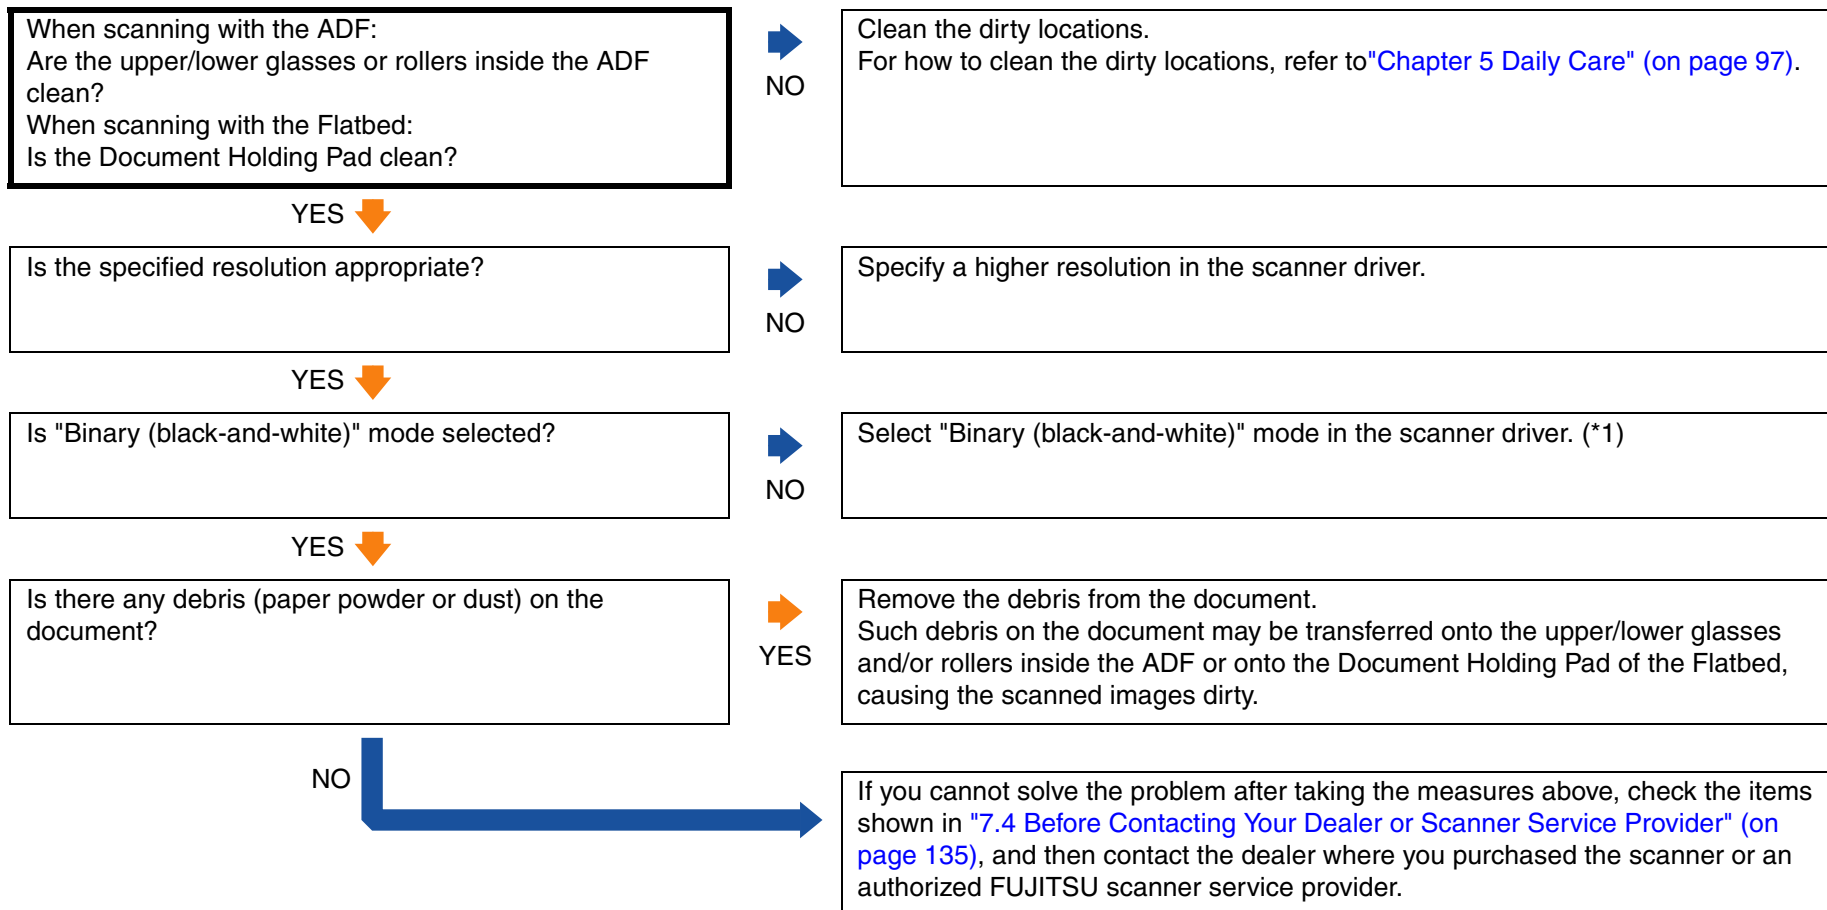 When scanning with the ADF:
Are the upper/lower glasses or rollers inside the ADF
clean?
When scanning with the Flatbed:
Is the Document Holding Pad clean?
NO
Clean the dirty locations.
For how to clean the dirty locations, refer to"Chapter 5 Daily Care" (on page 97).
YES
Is the specified resolution appropriate?
NO
Specify a higher resolution in the scanner driver.
YES
Is "Binary (black-and-white)" mode selected?
NO
Select "Binary (black-and-white)" mode in the scanner driver. (*1)
YES
Is there any debris (paper powder or dust) on the
document?
YES
Remove the debris from the document.
Such debris on the document may be transferred onto the upper/lower glasses
and/or rollers inside the ADF or onto the Document Holding Pad of the Flatbed,
causing the scanned images dirty.
NO
If you cannot solve the problem after taking the measures above, check the items
shown in "7.4 Before Contacting Your Dealer or Scanner Service Provider" (on
page 135), and then contact the dealer where you purchased the scanner or an
authorized FUJITSU scanner service provider.